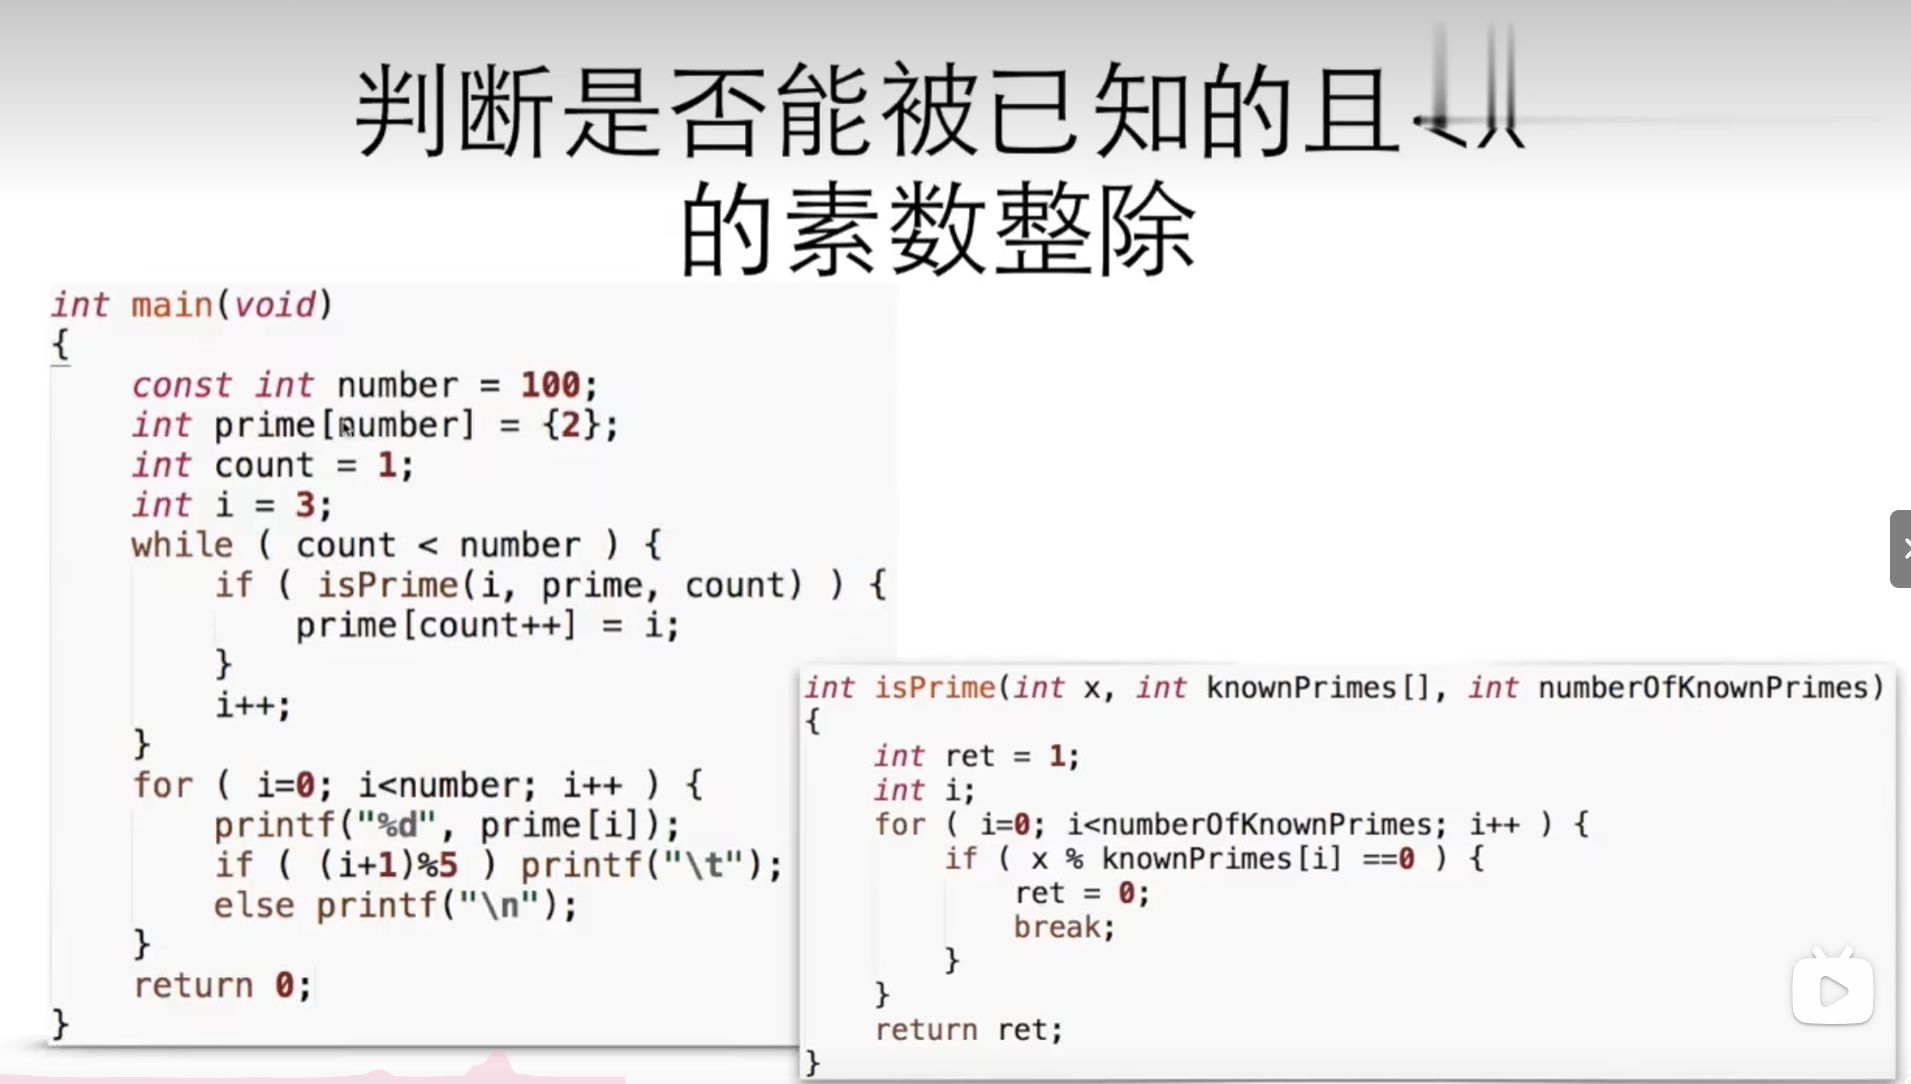 判断是否能被已知的且<x
的素数整除
int main(void)
{
    const int number = 100;
    int prime[number] = {2};
    int count = 1;
    int i = 3;
    while ( count < number ) {
        if ( isPrime(i, prime, count) ) {
            prime[count++] = i;
        }
        i++;
    }
    for ( i=0; i<number; i++ ) {
        printf("%d", prime[i]);
        if ( (i+1)%5 ) printf("\t");
        else printf("\n");
    }
    return 0;
}
int isPrime(int x, int knownPrimes[], int numberOfKnownPrimes)
{
    int ret = 1;
    int i;
    for ( i=0; i<numberOfKnownPrimes; i++ ) {
        if ( x % knownPrimes[i] ==0 ) {
            ret = 0;
            break;
        }
    }
    return ret;
}